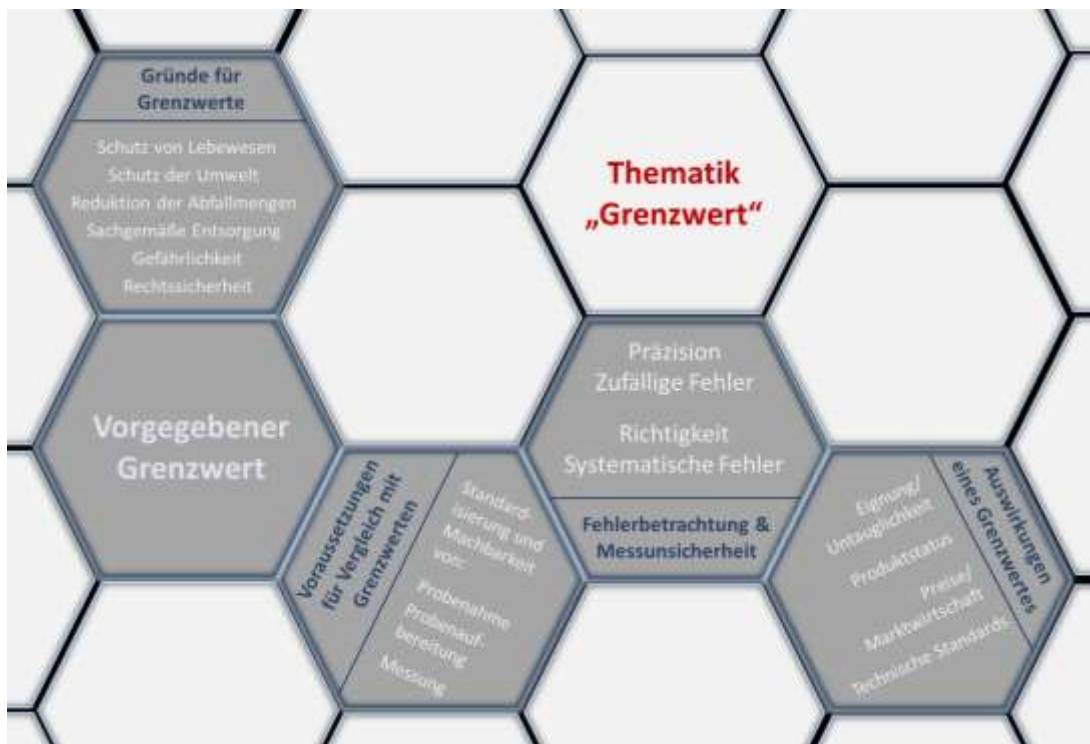 Gründe für
Grenzwerte
Schutz von Lebewesen
Schutz der Umwelt
Reduktion der Abfallmengen
Sachgemäße Entsorgung
Gefährlichkeit
Rechtssicherheit
Thematik
„Grenzwert“
Vorgegebener
Grenzwert
Voraussetzungen
für Vergleich mit
Grenzwerten
Standard-
isierung und
Machbarkeit
von:
Probenahme
Probenauf-
bereitung
Messung
Präzision
Zufällige Fehler
Richtigkeit
Systematische Fehler
Fehlerbetrachtung &
Messunsicherheit
Eignung/
Untauglichkeit
Produktstatus
Preise/
Marktwirtschaft
Technische Standards
Auswirkungen
eines Grenzwertes